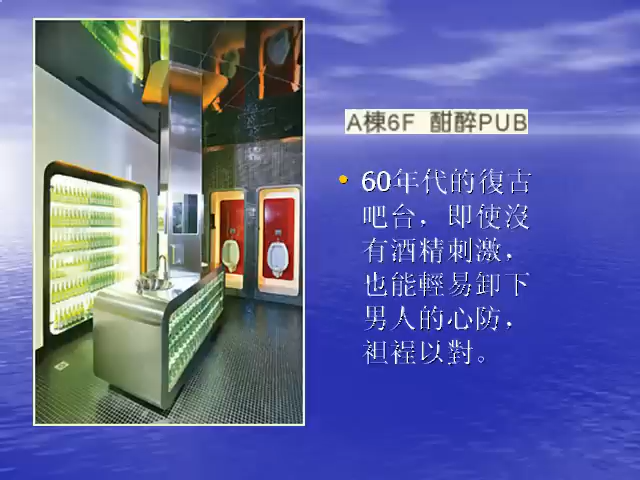 A棟6F 酣醉PUB
60年代的復古
吧台，即使沒
有酒精刺激，
也能輕易卸下
男人的心防，
袒裎以對。